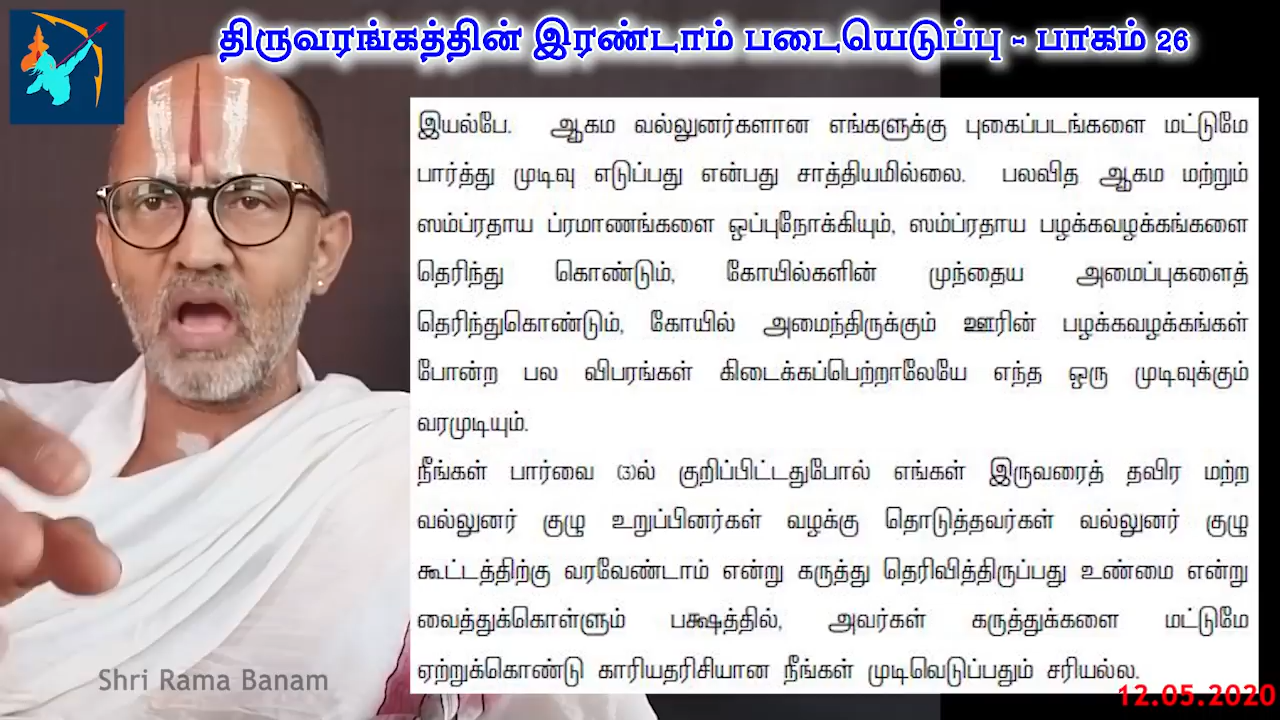 திருவரங்கத்தின் இரண்டாம் படையெடுப்பு - பாகம் 26
இயல்பே. ஆகம வல்லுனர்களான எங்களுக்கு புகைப்படங்களை மட்டுமே
பார்த்து முடிவு எடுப்பது என்பது சாத்தியமில்லை. பலவித ஆகம மற்றும்
ஸம்ப்ரதாய ப்ரமாணங்களை ஒப்புநோக்கியும், ஸம்ப்ரதாய பழக்கவழக்கங்களை
தெரிந்து கொண்டும், கோயில்களின் முந்தைய அமைப்புகளைத்
தெரிந்துகொண்டும், கோயில் அமைந்திருக்கும் ஊரின் பழக்கவழக்கங்கள்
போன்ற பல விபரங்கள் கிடைக்கப்பெற்றாலேயே எந்த ஒரு முடிவுக்கும்
வரமுடியும்.
நீங்கள் பார்வை (3)ல் குறிப்பிட்டதுபோல் எங்கள் இருவரைத் தவிர மற்ற
வல்லுனர் குழு உறுப்பினர்கள் வழக்கு தொடுத்தவர்கள் வல்லுனர் குழு
கூட்டத்திற்கு வரவேண்டாம் என்று கருத்து தெரிவித்திருப்பது உண்மை என்று
வைத்துக்கொள்ளும் பக்ஷத்தில், அவர்கள் கருத்துக்களை மட்டுமே
ஏற்றுக்கொண்டு காரியதரிசியான நீங்கள் முடிவெடுப்பதும் சரியல்ல.
Shri Rama Banam
12.05.2020